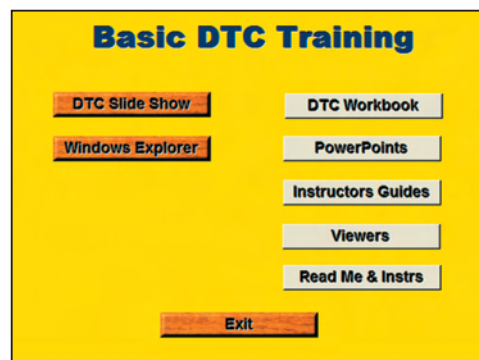 Basic DTC Training
DTC Slide Show
Windows Explorer
DTC Workbook
PowerPoints
Instructors Guides
Viewers
Read Me & Instrs
Exit